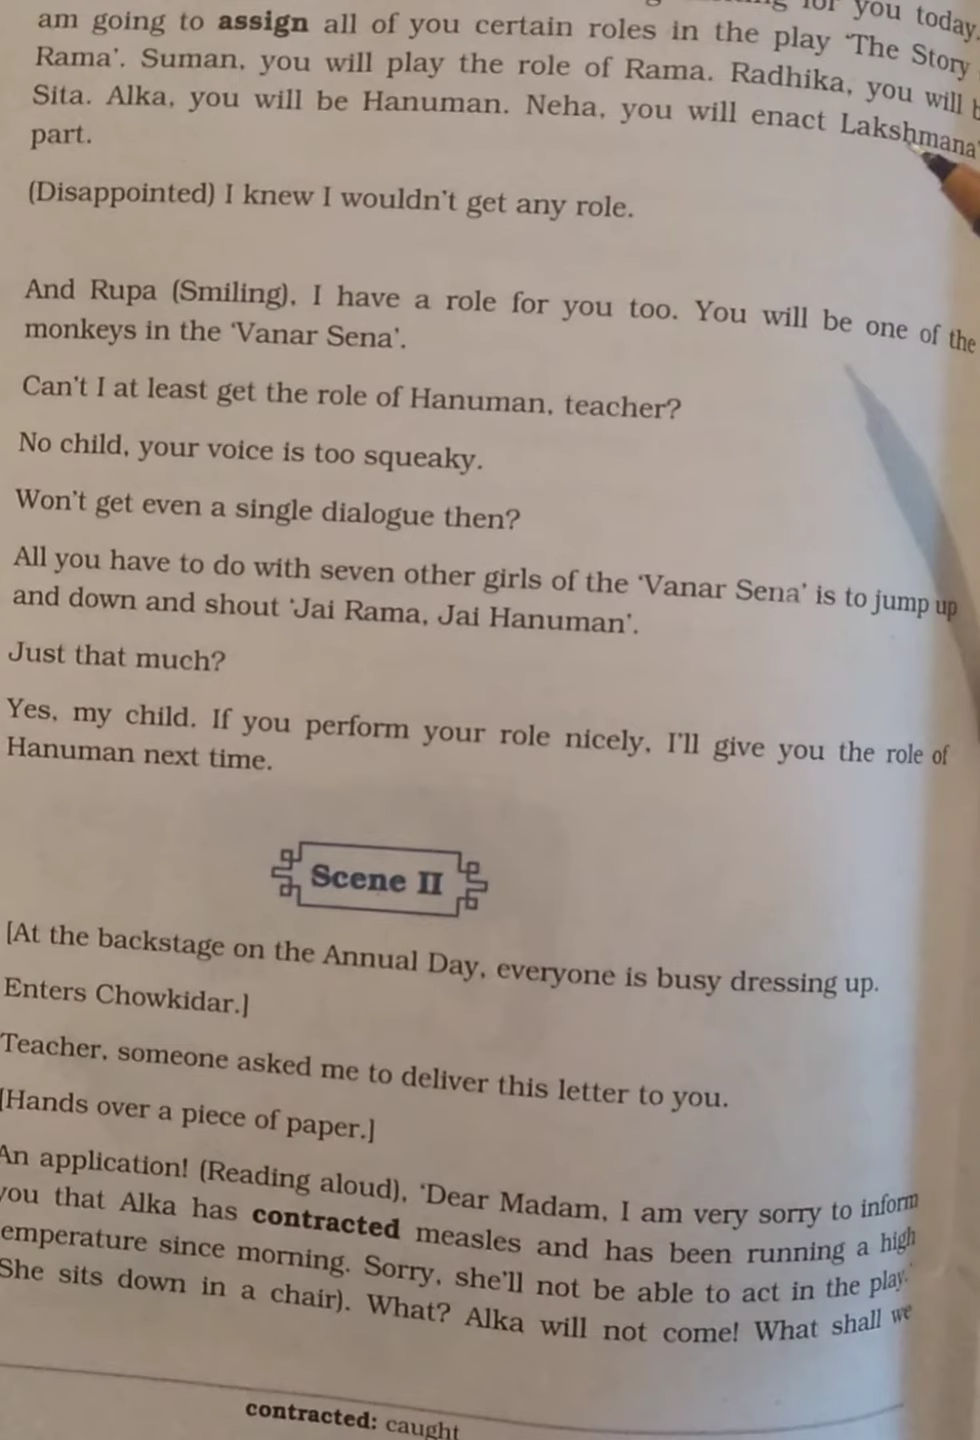 for you today.
am going to assign all of you certain roles in the play 'The Story
Rama'. Suman, you will play the role of Rama. Radhika, you will b
Sita. Alka, you will be Hanuman. Neha, you will enact Lakshmana'
part.
(Disappointed) I knew I wouldn't get any role.
And Rupa (Smiling), I have a role for you too. You will be one of the
monkeys in the 'Vanar Sena'.
Can't I at least get the role of Hanuman, teacher?
No child, your voice is too squeaky.
Won't get even a single dialogue then?
All you have to do with seven other girls of the 'Vanar Sena' is to jump up
and down and shout 'Jai Rama, Jai Hanuman'.
Just that much?
Yes, my child. If you perform your role nicely, I'll give you the role of
Hanuman next time.
Scene II
[At the backstage on the Annual Day, everyone is busy dressing up.
Enters Chowkidar.]
Teacher, someone asked me to deliver this letter to you.
[Hands over a piece of paper.]
An application! (Reading aloud), 'Dear Madam, I am very sorry to inform
you that Alka has contracted measles and has been running a high
emperature since morning. Sorry, she'll not be able to act in the play.'
She sits down in a chair). What? Alka will not come! What shall we
contracted: caught